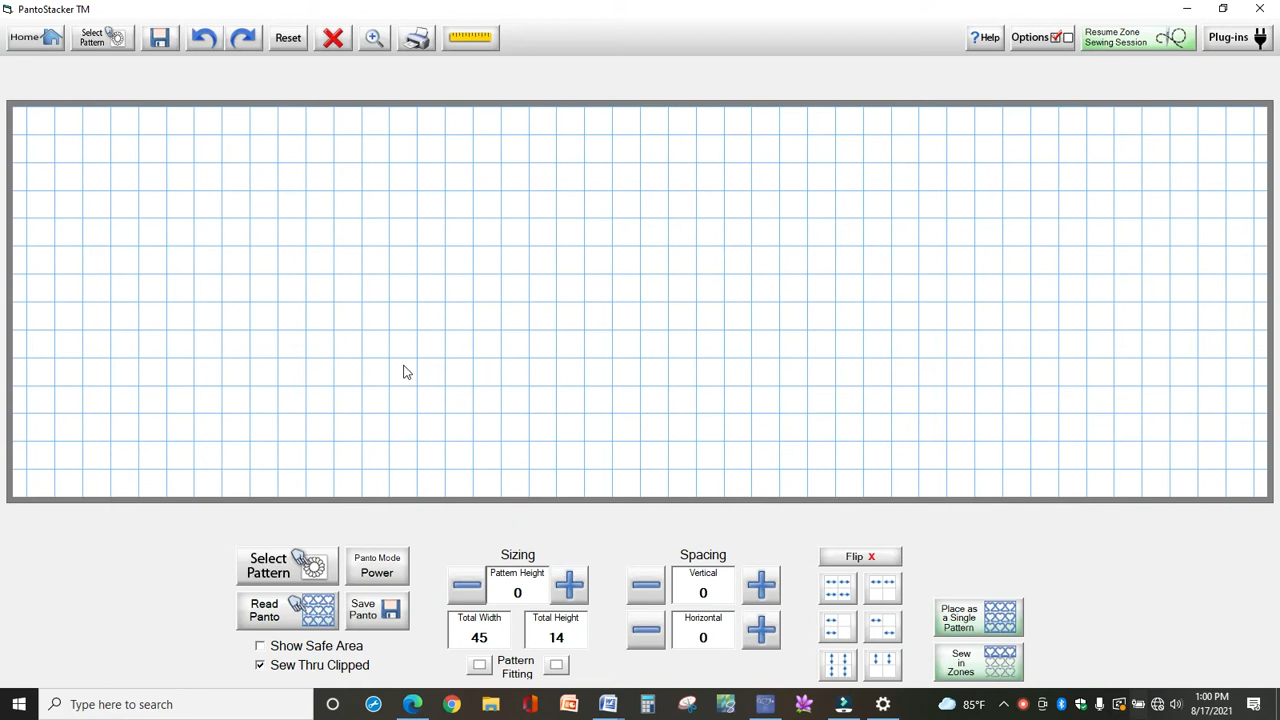 PantoStacker TM
Home
Select
Pattern
Reset
?Help
Options
Resume Zone
Sewing Session
Plug-ins
Select
Pattern
Panto Mode
Power
Read
Panto
Save
Panto
Show Safe Area
Sew Thru Clipped
Sizing
Pattern Height
0
Total Width
45
Total Height
14
Pattern
Fitting
Spacing
Vertical
0
Horizontal
0
Flip X
Place as
a Single
Pattern
Sew
in
Zones
Type here to search
85°F
1:00 PM
8/17/2021